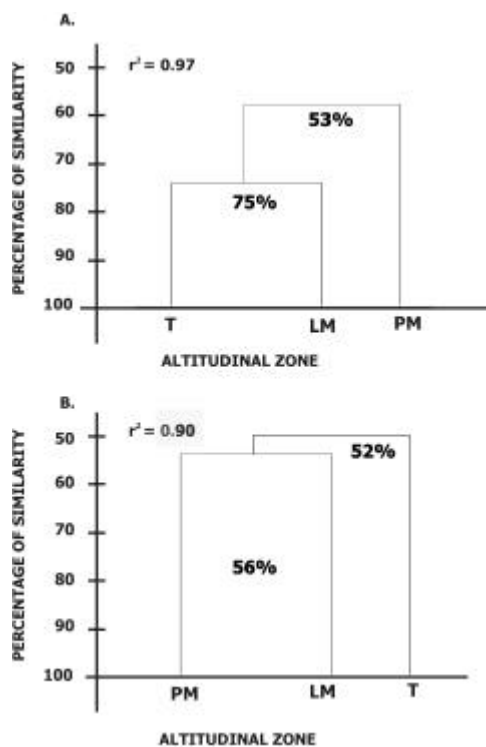 A.
PERCENTAGE OF SIMILARITY
50
60
70
80
90
100
r² = 0.97
53%
75%
T LM PM
ALTITUDINAL ZONE
B.
PERCENTAGE OF SIMILARITY
50
60
70
80
90
100
r² = 0.90
52%
56%
PM LM T
ALTITUDINAL ZONE